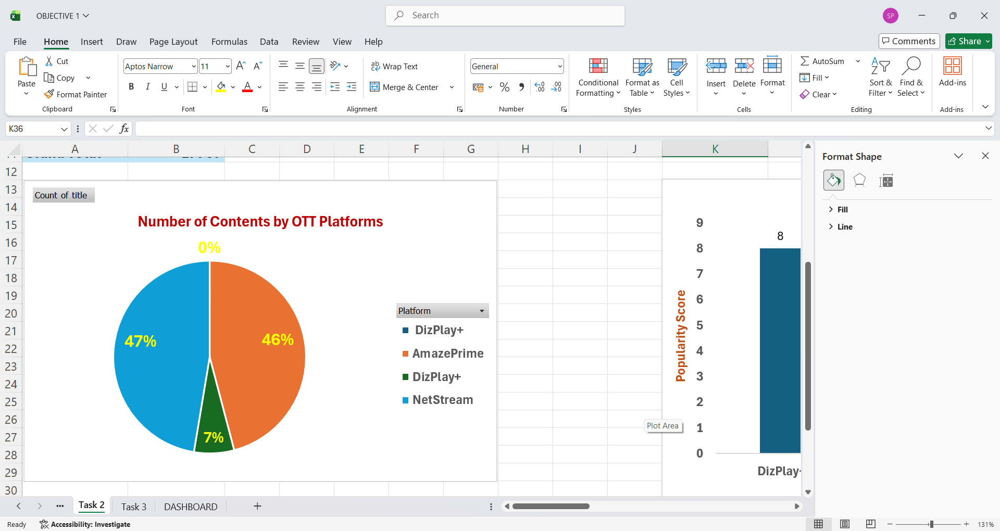 OBJECTIVE 1
Search
SP
File Home Insert Draw Page Layout Formulas Data Review View Help
Comments Share
Paste
Cut
Copy
Format Painter
Clipboard
Aptos Narrow 11
B I U
Font
Wrap Text
Merge & Center
Alignment
General
Number
Conditional Formatting
Format as Table
Cell Styles
Styles
Insert Delete Format
Cells
AutoSum
Fill
Clear
Sort & Filter
Find & Select
Editing
Add-ins
Add-ins
K36
fx
A B C D E F G H I J K
12
13
14
15
16
17
18
19
20
21
22
23
24
25
26
27
28
29
30
Count of title
Number of Contents by OTT Platforms
0%
47%
46%
7%
Platform
DizPlay+
AmazePrime
DizPlay+
NetStream
Popularity Score
9
8
7
6
5
4
3
2
1
0
8
DizPlay+
Plot Area
Format Shape
Fill
Line
Task 2 Task 3 DASHBOARD
Ready
Accessibility: Investigate
131%